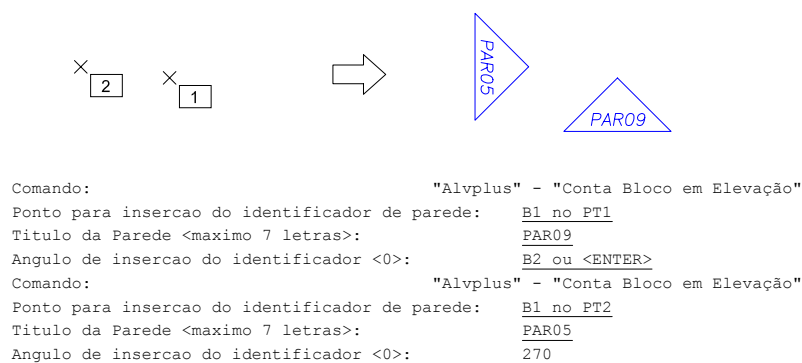 2
1
PAR05
PAR09
Comando: "Alvplus" - "Conta Bloco em Elevação"
Ponto para insercao do identificador de parede: B1 no PT1
Titulo da Parede <maximo 7 letras>: PAR09
Angulo de insercao do identificador <0>: B2 ou <ENTER>
Comando: "Alvplus" - "Conta Bloco em Elevação"
Ponto para insercao do identificador de parede: B1 no PT2
Titulo da Parede <maximo 7 letras>: PAR05
Angulo de insercao do identificador <0>: 270